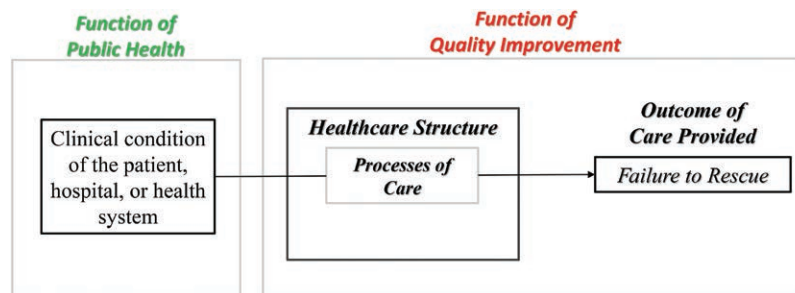 Function of
Public Health
Function of
Quality Improvement
Clinical condition
of the patient,
hospital, or health
system
Healthcare Structure
Processes of
Care
Outcome of
Care Provided
Failure to Rescue